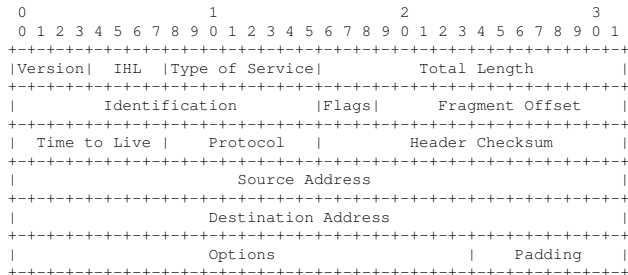 0                   1                   2                   3
 0 1 2 3 4 5 6 7 8 9 0 1 2 3 4 5 6 7 8 9 0 1 2 3 4 5 6 7 8 9 0 1
+-+-+-+-+-+-+-+-+-+-+-+-+-+-+-+-+-+-+-+-+-+-+-+-+-+-+-+-+-+-+-+-+
|Version|  IHL  |Type of Service|          Total Length         |
+-+-+-+-+-+-+-+-+-+-+-+-+-+-+-+-+-+-+-+-+-+-+-+-+-+-+-+-+-+-+-+-+
|         Identification        |Flags|      Fragment Offset    |
+-+-+-+-+-+-+-+-+-+-+-+-+-+-+-+-+-+-+-+-+-+-+-+-+-+-+-+-+-+-+-+-+
|  Time to Live |    Protocol   |         Header Checksum       |
+-+-+-+-+-+-+-+-+-+-+-+-+-+-+-+-+-+-+-+-+-+-+-+-+-+-+-+-+-+-+-+-+
|                       Source Address                          |
+-+-+-+-+-+-+-+-+-+-+-+-+-+-+-+-+-+-+-+-+-+-+-+-+-+-+-+-+-+-+-+-+
|                    Destination Address                        |
+-+-+-+-+-+-+-+-+-+-+-+-+-+-+-+-+-+-+-+-+-+-+-+-+-+-+-+-+-+-+-+-+
|                    Options                    |    Padding    |
+-+-+-+-+-+-+-+-+-+-+-+-+-+-+-+-+-+-+-+-+-+-+-+-+-+-+-+-+-+-+-+-+